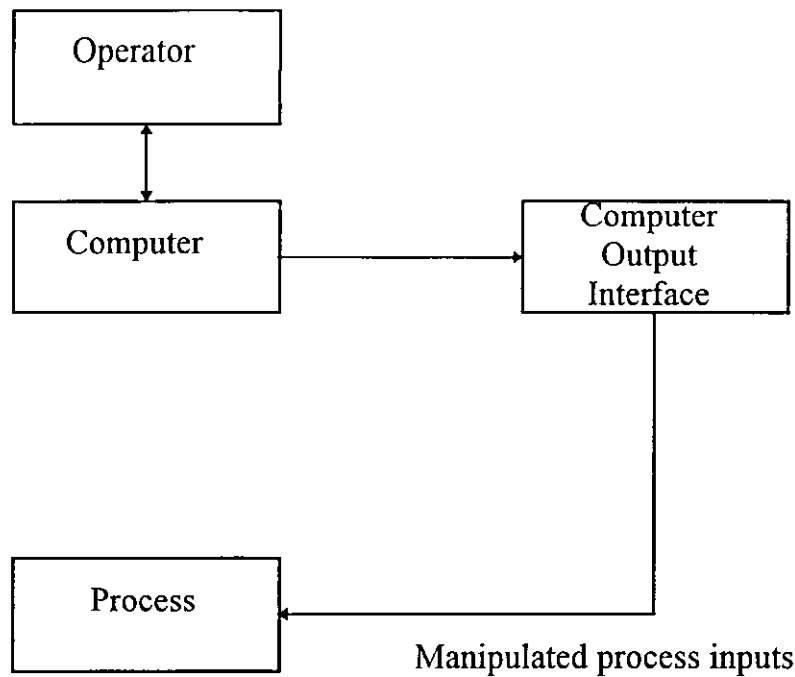 Operator
Computer
Computer
Output
Interface
Process
Manipulated process inputs